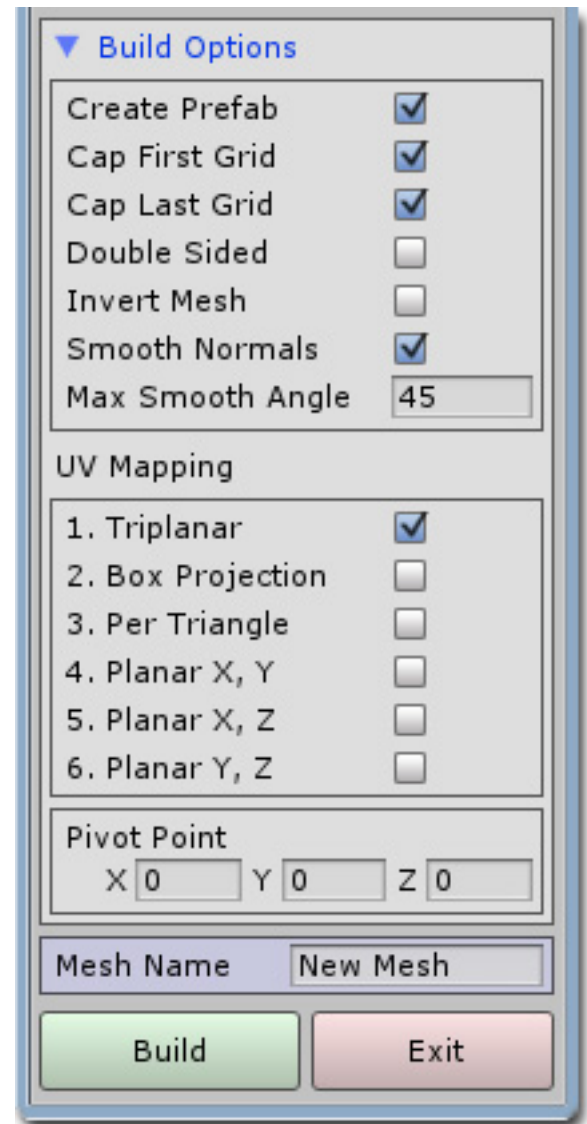 Build Options
Create Prefab
Cap First Grid
Cap Last Grid
Double Sided
Invert Mesh
Smooth Normals
Max Smooth Angle 45
UV Mapping
1. Triplanar
2. Box Projection
3. Per Triangle
4. Planar X, Y
5. Planar X, Z
6. Planar Y, Z
Pivot Point
X 0 Y 0 Z 0
Mesh Name New Mesh
Build Exit